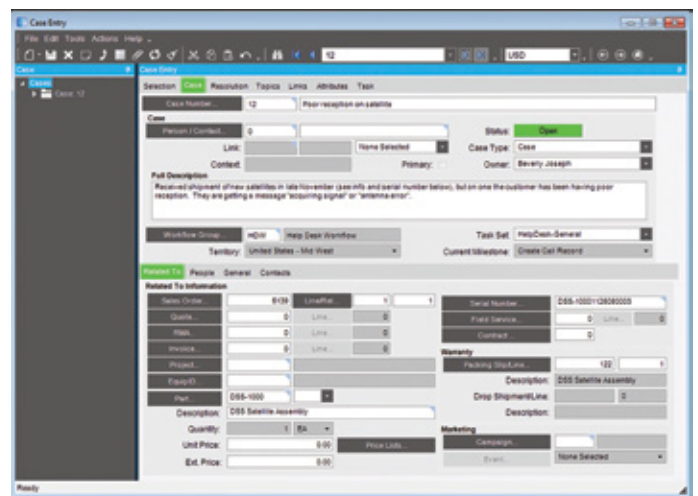 Case Entry
File Edit Tools Actions Help
12 USD
Case
Case Entry
Cases
Case: 12
Selection Case Resolution Topics Links Attributes Task
Case Number... 12 Poor reception on satellite
Case
Person / Contact... 0 Status: Open
Link: None Selected Case Type: Case
Context: Primary: Owner: Beverly Joseph
Full Description
Received shipment of new satellites in late November (see info and serial number below), but on one the customer has been having poor
reception. They are getting a message "acquiring signal" or "antenna error".
Workflow Group... HDW Help Desk Workflow Task Set: HelpDesk-General
Territory: United States - Mid West Current Milestone: Create Call Record
Related To People General Contacts
Related To Information
Sales Order... 5139 Line/Rel... 1 1 Serial Number...
Quote... 0 Line... 0 Field Service... 0 Line... 0
RMA... 0 Line... 0 Contract... 0
Invoice... 0 Line... 0 Warranty
Project... Packing Slip/Line... 122 1
EquipID... Description: DSS Satellite Assembly
Part... DSS-1000 Drop Shipment/Line: 0
Description: DSS Satellite Assembly Description:
Quantity: 1 EA Marketing
Unit Price: 0.00 Price Lists... Campaign...
Ext. Price: 0.00 Event... None Selected
Ready